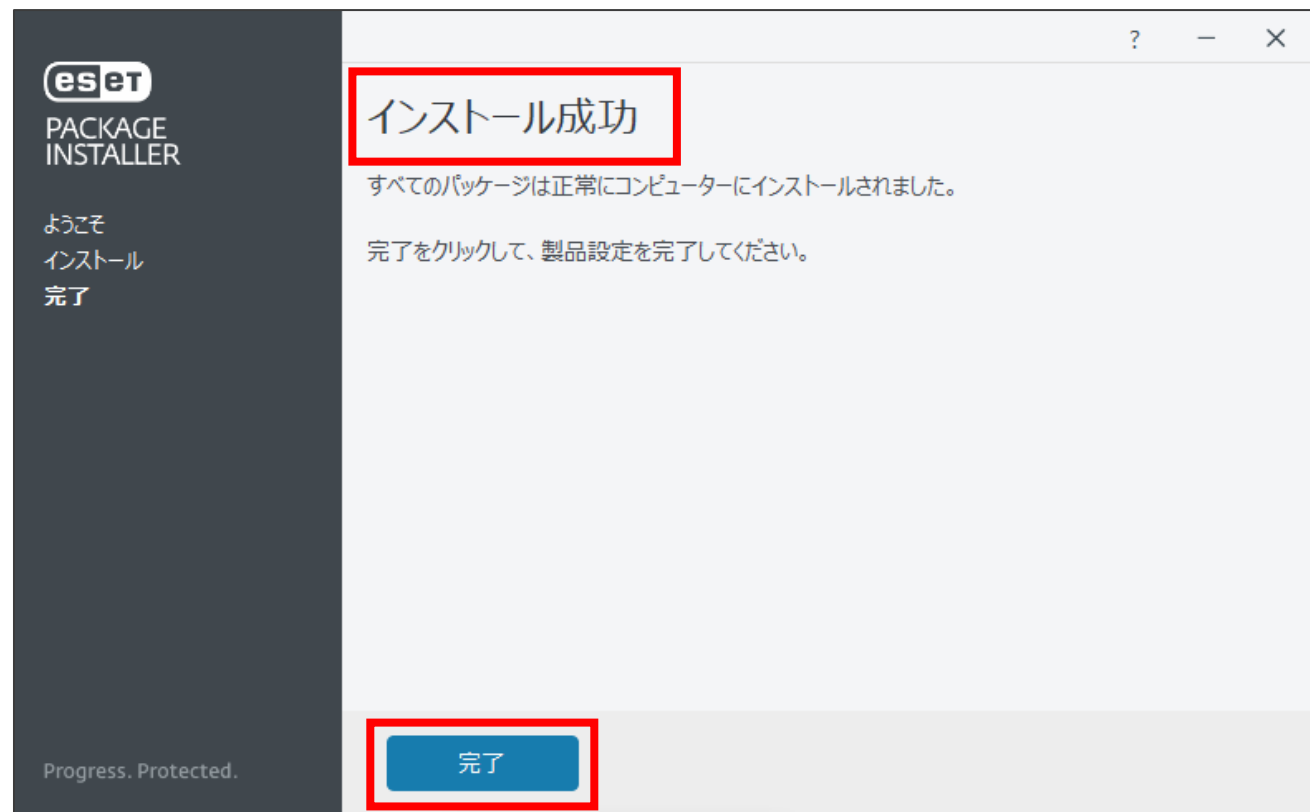 eset
PACKAGE
INSTALLER
ようこそ
インストール
完了
Progress. Protected.
?
インストール成功
すべてのパッケージは正常にコンピューターにインストールされました。
完了をクリックして、製品設定を完了してください。
完了